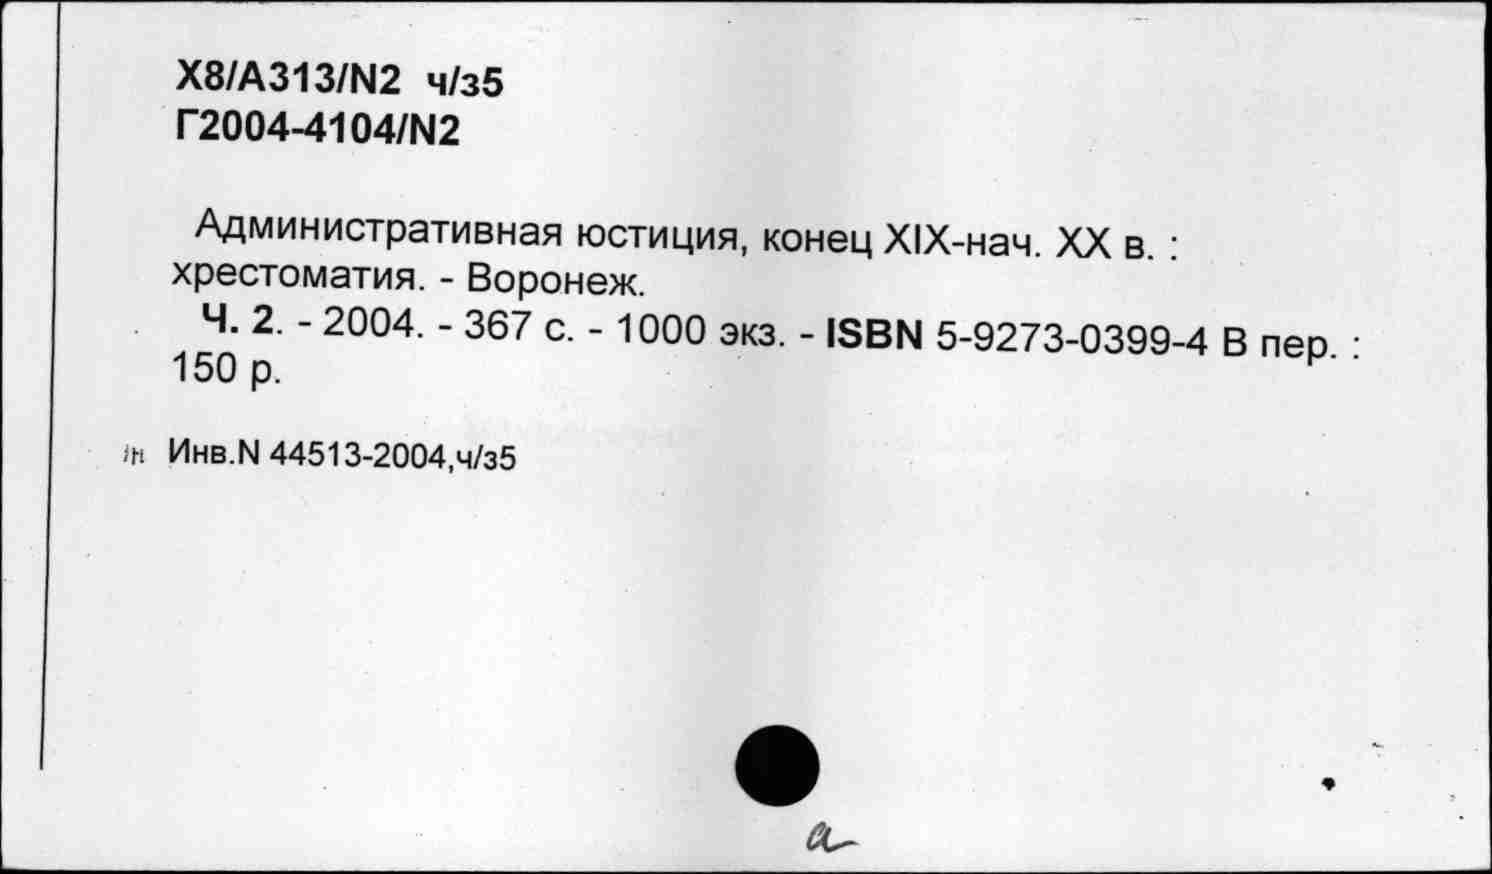 Х8/А313/N2 ч/з5
Г2004-4104/N2
Административная юстиция, конец XIX-нач. XX в. :
хрестоматия. - Воронеж.
Ч. 2. - 2004. - 367 с. - 1000 экз. - ISBN 5-9273-0399-4 В пер. :
150 р.
Инв.N 44513-2004,ч/з5
а